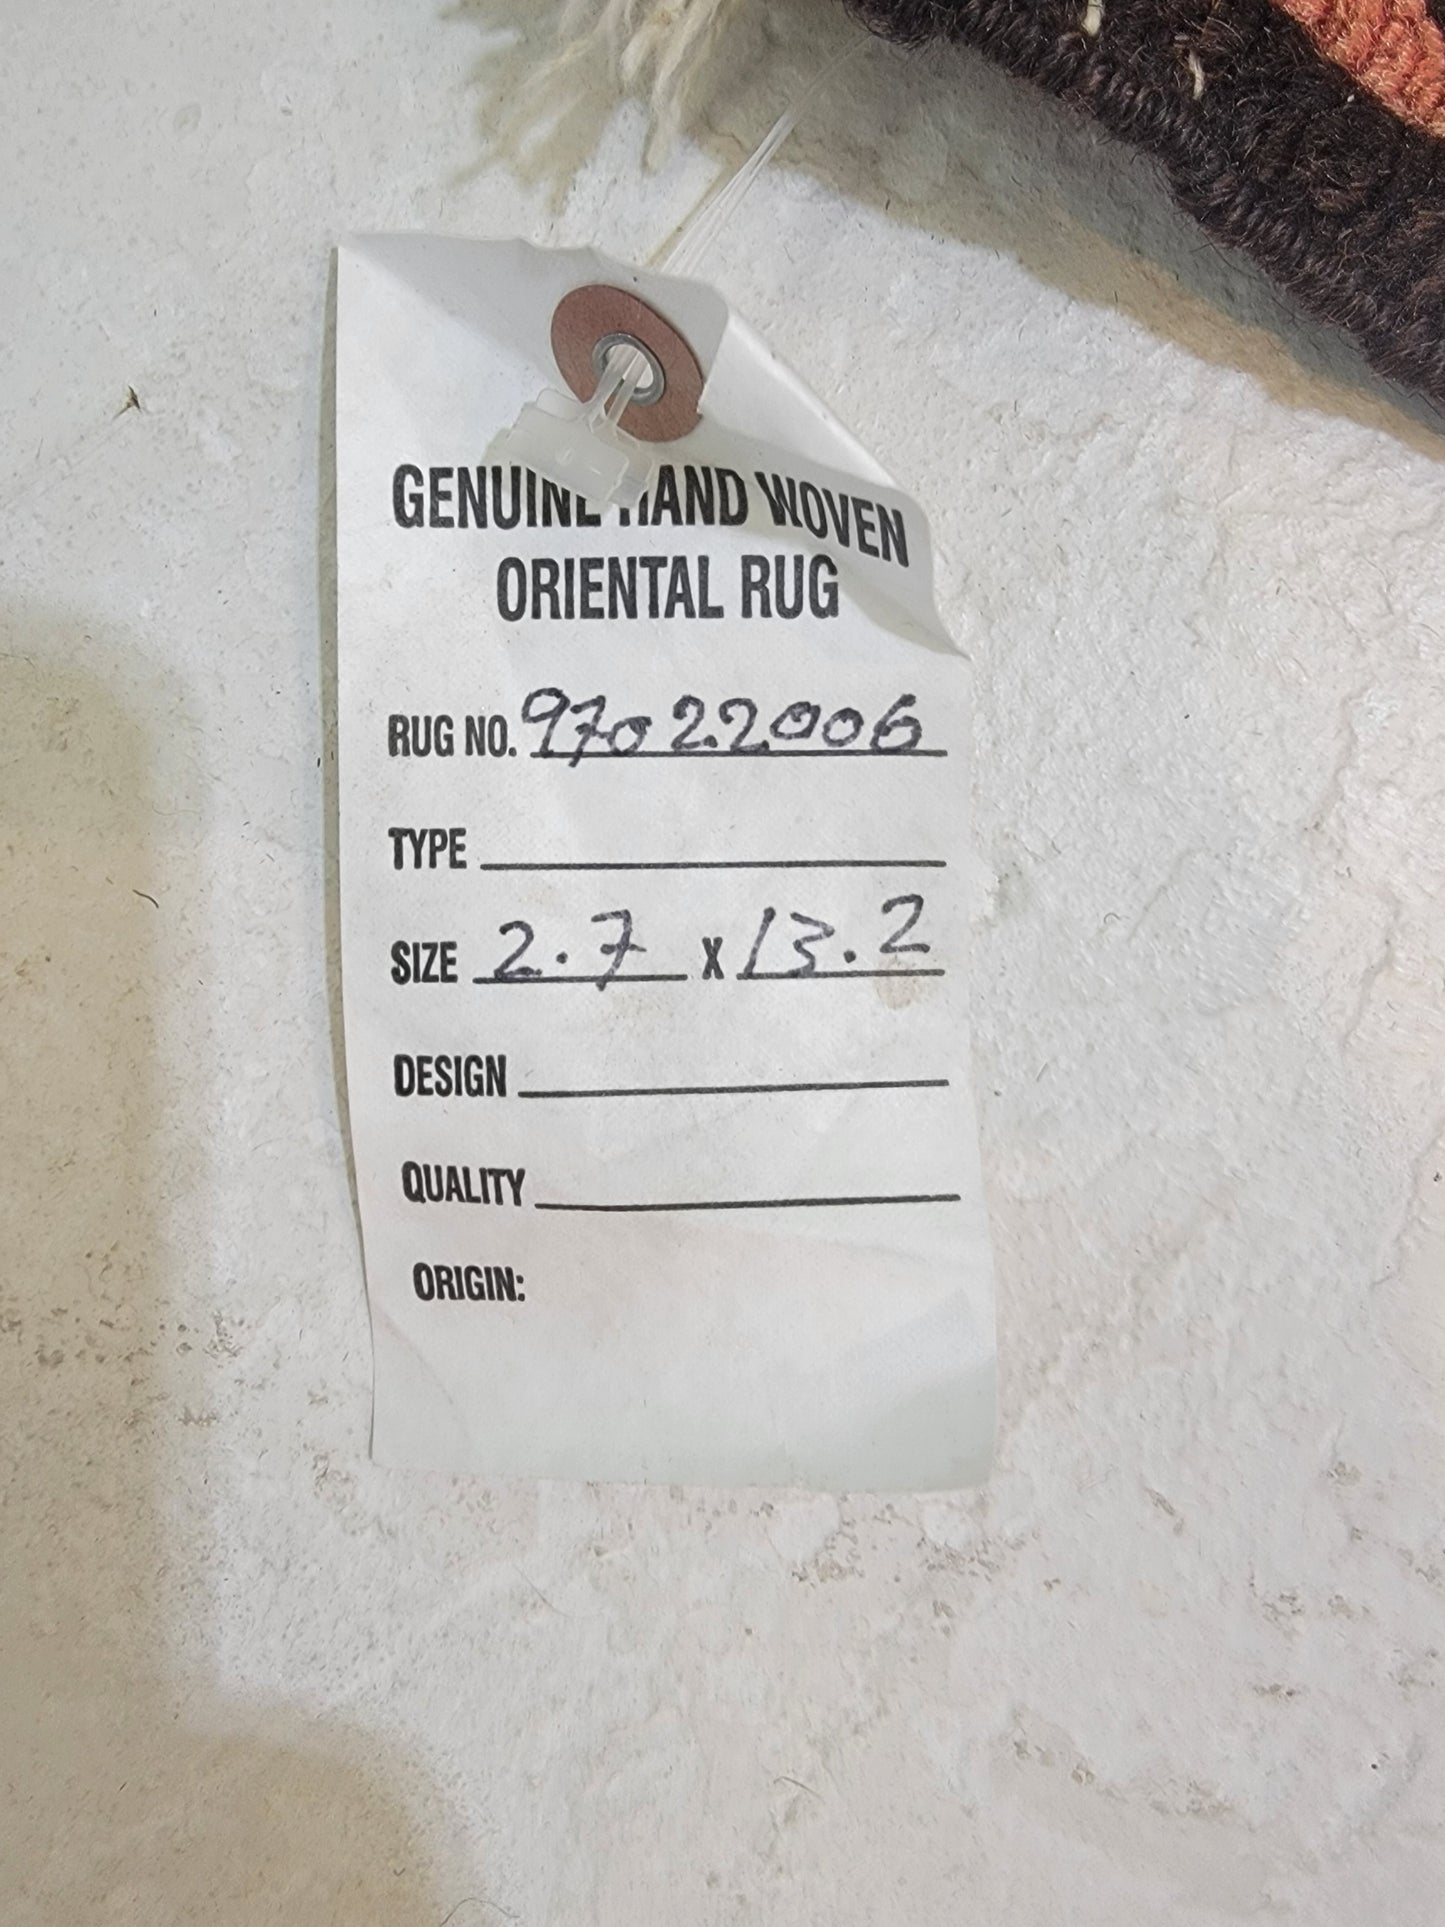 GENUINE HAND WOVEN
ORIENTAL RUG
RUG NO. 97022006
TYPE
SIZE 2.7 x 13.2
DESIGN
QUALITY
ORIGIN: